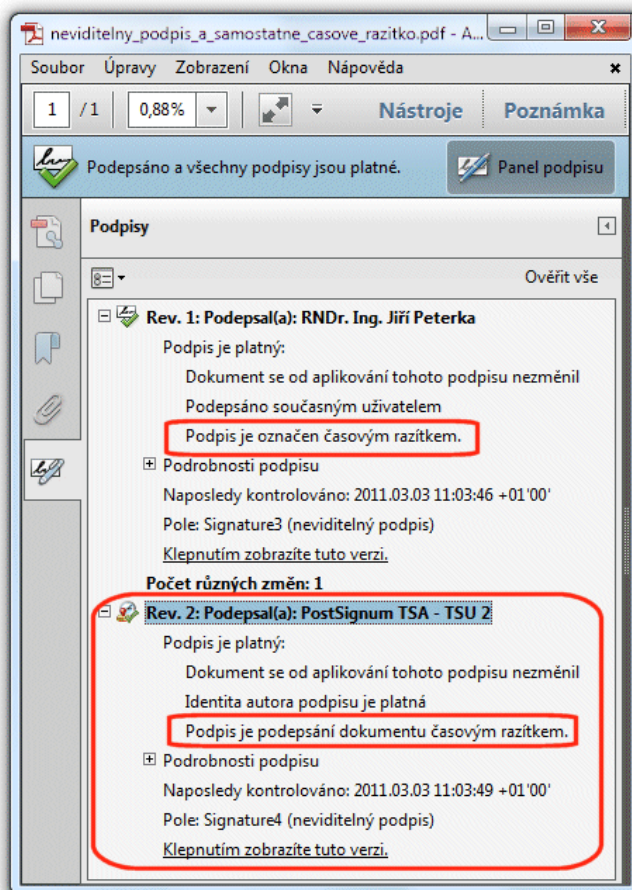 neviditelny_podpis_a_samostatne_casove_razitko.pdf - A...
Soubor Úpravy Zobrazení Okna Nápověda
1 / 1 0,88% Nástroje Poznámka
Podepsáno a všechny podpisy jsou platné. Panel podpisu
Podpisy
Ověřit vše
Rev. 1: Podepsal(a): RNDr. Ing. Jiří Peterka
Podpis je platný:
Dokument se od aplikování tohoto podpisu nezměnil
Podepsáno současným uživatelem
Podpis je označen časovým razítkem.
Podrobnosti podpisu
Naposledy kontrolováno: 2011.03.03 11:03:46 +01'00'
Pole: Signature3 (neviditelný podpis)
Klepnutím zobrazíte tuto verzi.
Počet různých změn: 1
Rev. 2: Podepsal(a): PostSignum TSA - TSU 2
Podpis je platný:
Dokument se od aplikování tohoto podpisu nezměnil
Identita autora podpisu je platná
Podpis je podepsání dokumentu časovým razítkem.
Podrobnosti podpisu
Naposledy kontrolováno: 2011.03.03 11:03:49 +01'00'
Pole: Signature4 (neviditelný podpis)
Klepnutím zobrazíte tuto verzi.